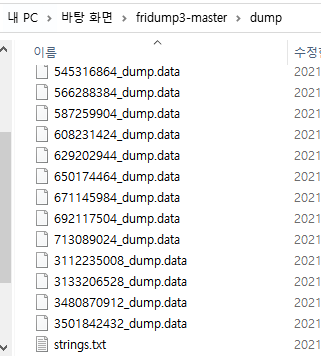 내 PC > 바탕 화면 > fridump3-master > dump
이름 수정한
545316864_dump.data 2021
566288384_dump.data 2021
587259904_dump.data 2021
608231424_dump.data 2021
629202944_dump.data 2021
650174464_dump.data 2021
671145984_dump.data 2021
692117504_dump.data 2021
713089024_dump.data 2021
3112235008_dump.data 2021
3133206528_dump.data 2021
3480870912_dump.data 2021
3501842432_dump.data 2021
strings.txt 2021